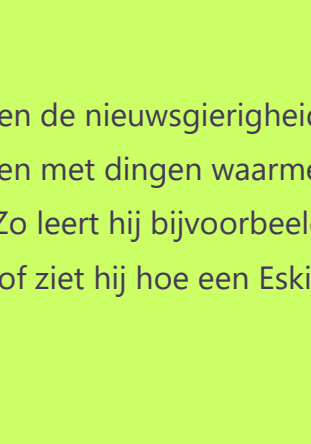 en de nieuwsgierigheid
en met dingen waarme
Zo leert hij bijvoorbeeld
of ziet hij hoe een Eski